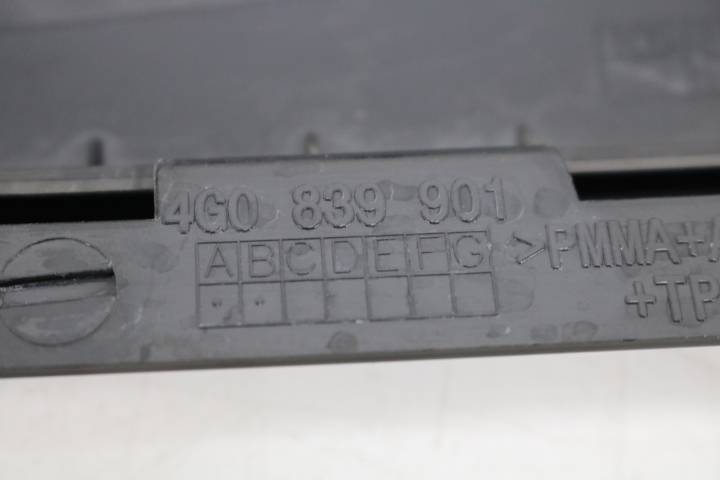 4G0 839 901
A B C D E F G
>PMMA+
+TP